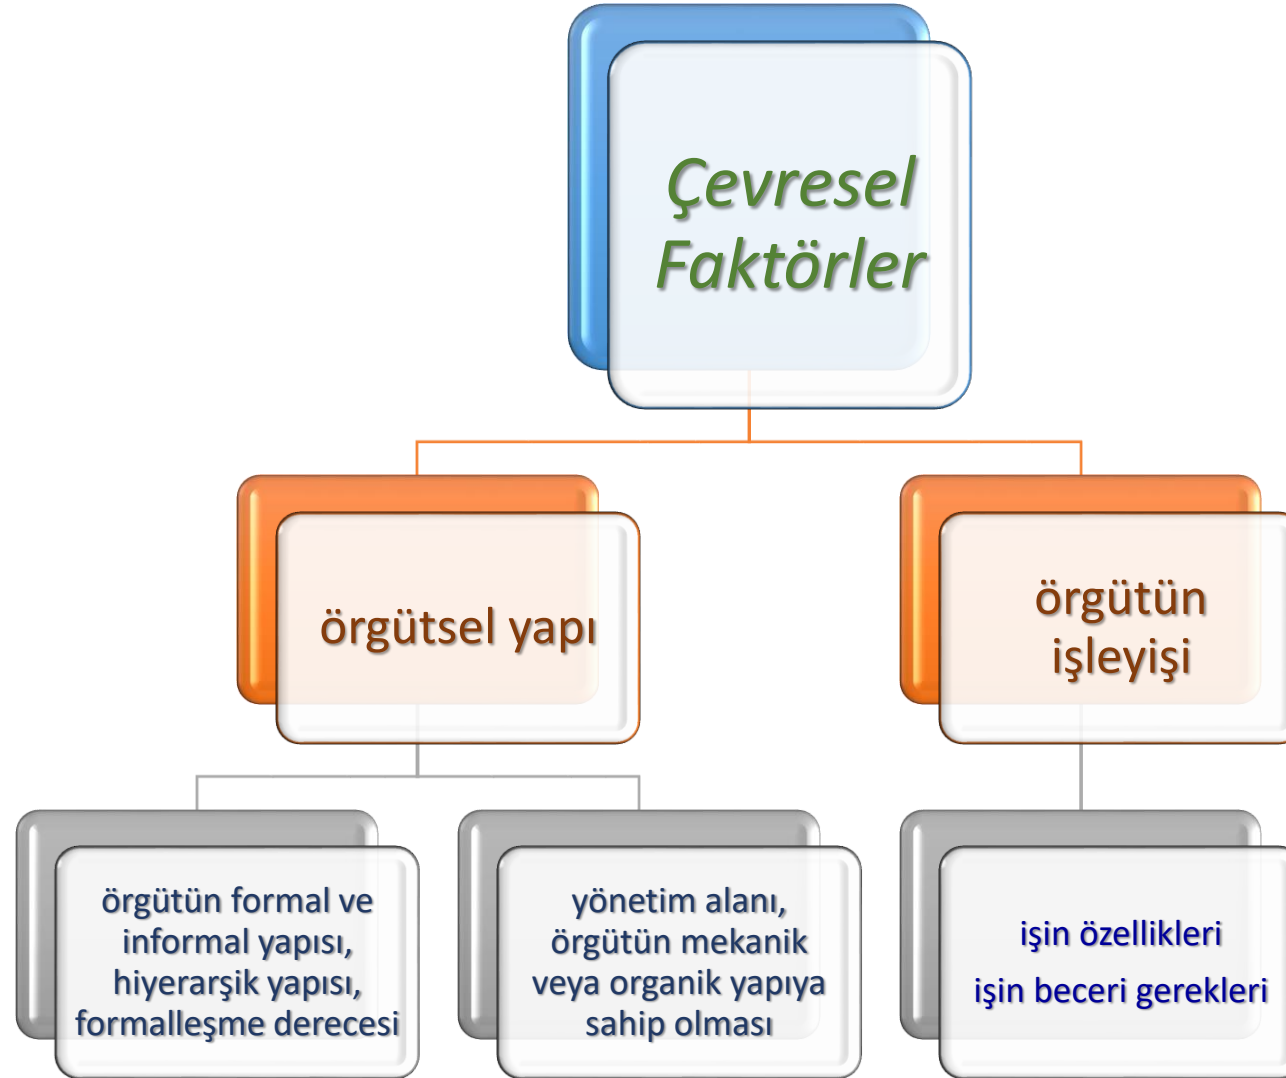 Çevresel
Faktörler
örgütsel yapı
örgütün
işleyişi
örgütün formal ve
informal yapısı,
hiyerarşik yapısı,
formalleşme derecesi
yönetim alanı,
örgütün mekanik
veya organik yapıya
sahip olması
işin özellikleri
işin beceri gerekleri